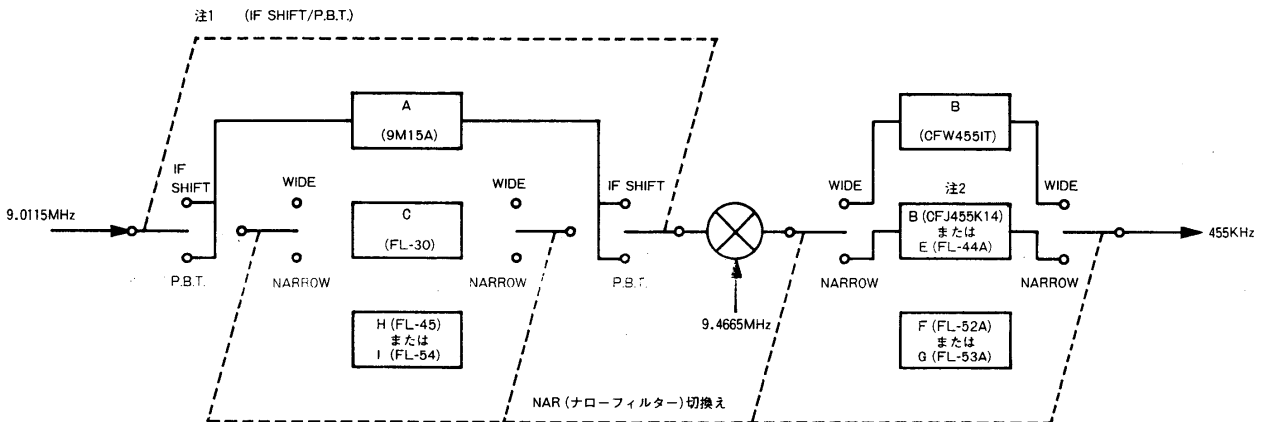 注1 (IF SHIFT/P.B.T.)
A
(9M15A)
B
(CFW455IT)
IF
SHIFT
WIDE
WIDE
IF SHIFT
WIDE
注2
WIDE
9.0115MHz
C
(FL-30)
B (CFJ455K14)
または
E (FL-44A)
455KHz
P.B.T.
NARROW
NARROW
P.B.T.
NARROW
NARROW
9.4665MHz
H (FL-45)
または
I (FL-54)
F (FL-52A)
または
G (FL-53A)
NAR (ナローフィルター) 切換え